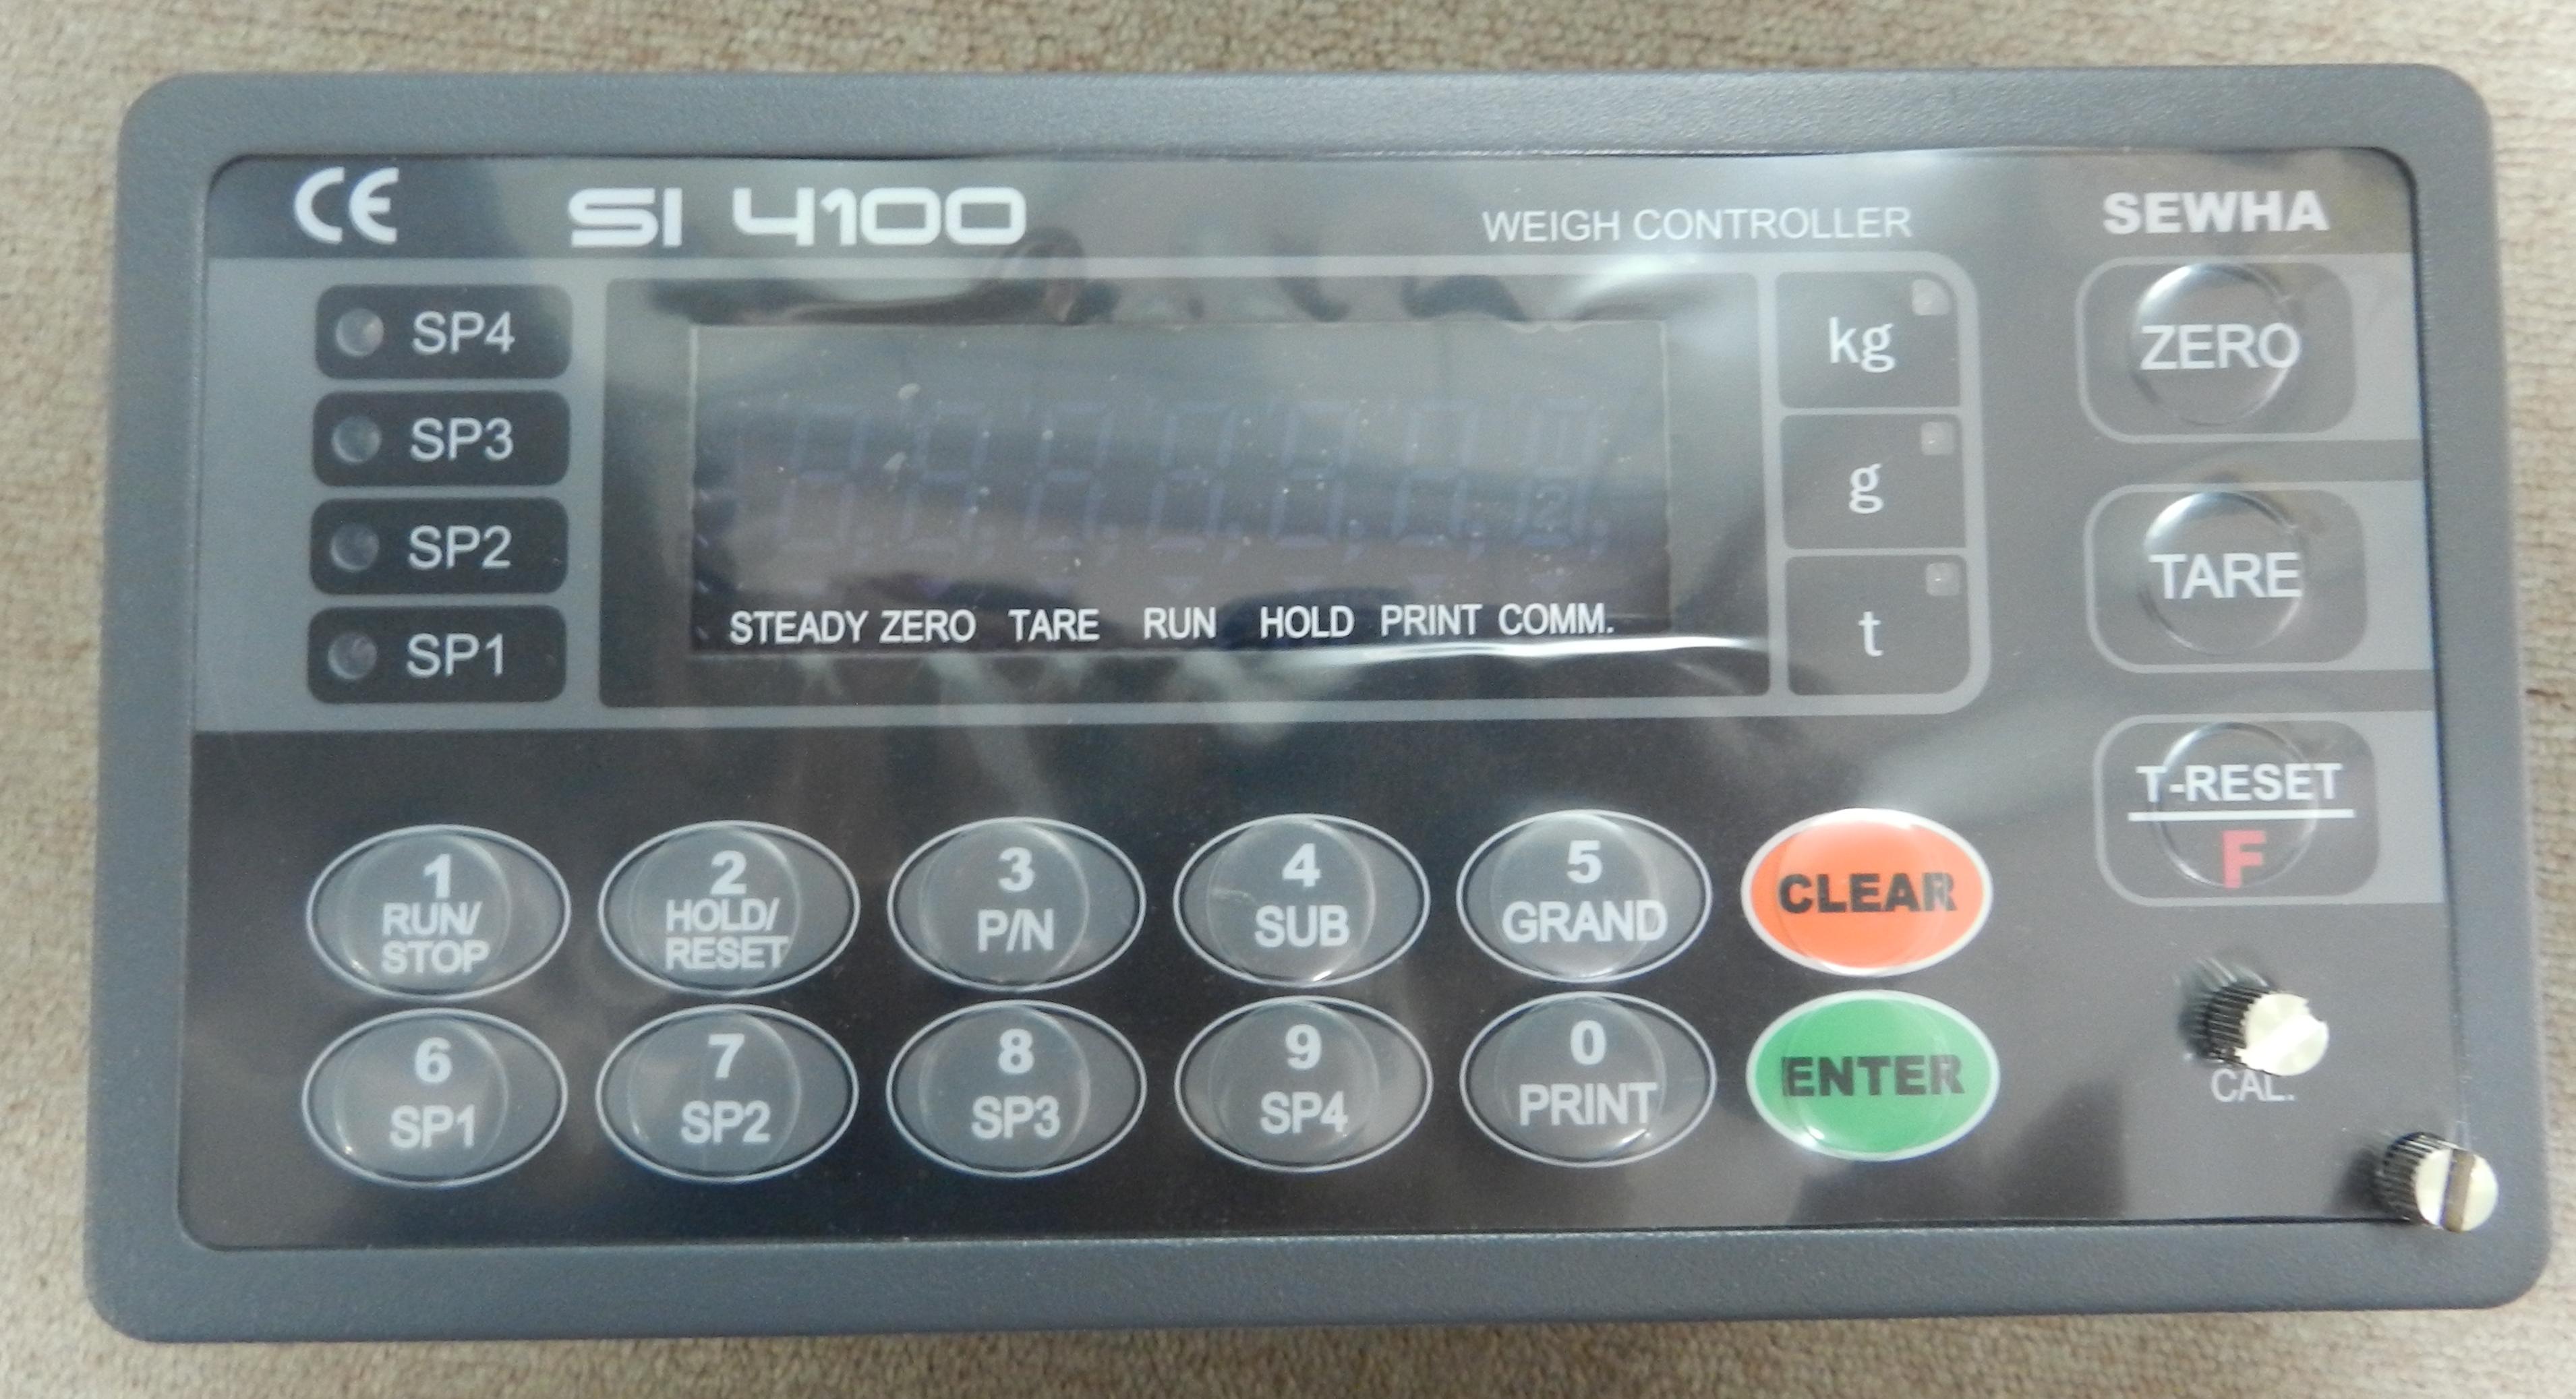 CE SI 4100 WEIGH CONTROLLER SEWHA
SP4
SP3
SP2
SP1
STEADY ZERO TARE RUN HOLD PRINT COMM.
kg
g
t
ZERO
TARE
T-RESET
F
1
RUN/
STOP
2
HOLD/
RESET
3
P/N
4
SUB
5
GRAND
CLEAR
6
SP1
7
SP2
8
SP3
9
SP4
0
PRINT
ENTER
CAL.